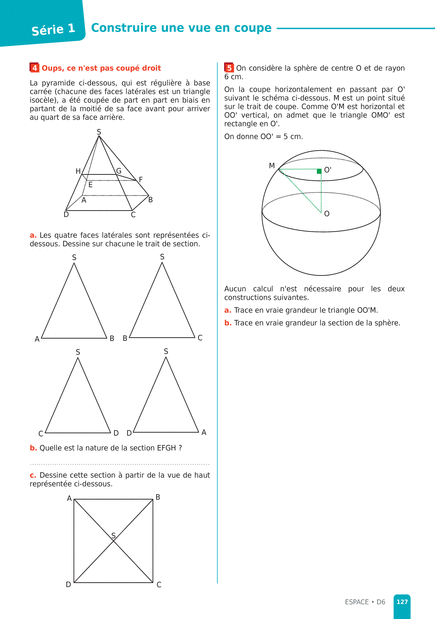 Série 1
Construire une vue en coupe
4 Oups, ce n'est pas coupé droit
La pyramide ci-dessous, qui est régulière à base
carrée (chacune des faces latérales est un triangle
isocèle), a été coupée de part en part en biais en
partant de la moitié de sa face avant pour arriver
au quart de sa face arrière.
S
H
G
F
E
A
B
D
C
a. Les quatre faces latérales sont représentées ci-
dessous. Dessine sur chacune le trait de section.
S
S
A
B
B
C
S
S
C
D
D
A
b. Quelle est la nature de la section EFGH ?
c. Dessine cette section à partir de la vue de haut
représentée ci-dessous.
A
B
S
D
C
5 On considère la sphère de centre O et de rayon
6 cm.
On la coupe horizontalement en passant par O'
suivant le schéma ci-dessous. M est un point situé
sur le trait de coupe. Comme O'M est horizontal et
OO' vertical, on admet que le triangle OMO' est
rectangle en O'.
On donne OO' = 5 cm.
M
O'
O
Aucun calcul n'est nécessaire pour les deux
constructions suivantes.
a. Trace en vraie grandeur le triangle OO'M.
b. Trace en vraie grandeur la section de la sphère.
ESPACE • D6
127